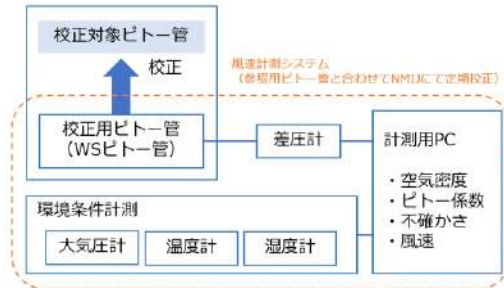 校正対象ピトー管
校正
風速計測システム
（参照用ピトー管と合わせてNMIJにて定期校正）
校正用ピトー管
（WSピトー管）
差圧計
計測用PC
・空気密度
・ピトー係数
・不確かさ
・風速
環境条件計測
大気圧計
温度計
湿度計